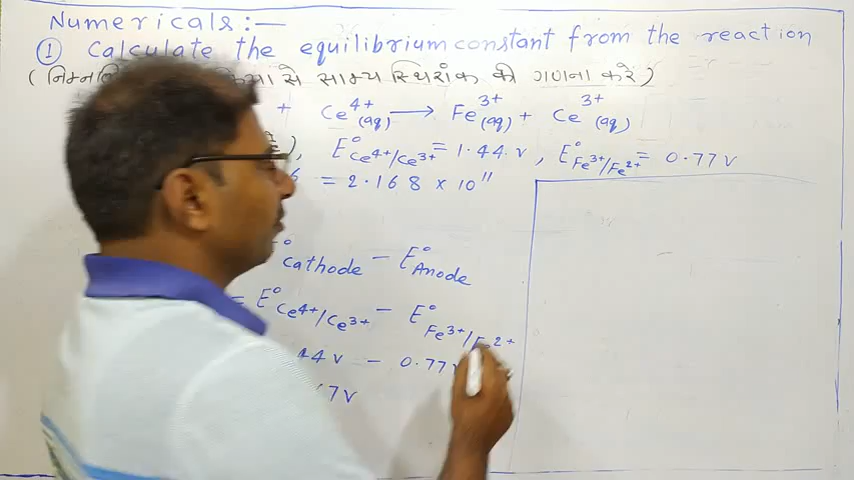 Numericals:—
① Calculate the equilibrium constant from the reaction
से साम्य स्थिरांक की गणना करे)
+ Ce⁴⁺(aq) → Fe³⁺(aq) + Ce³⁺(aq)
, E°Ce⁴⁺/Ce³⁺ = 1.44 V, E°Fe³⁺/Fe²⁺ = 0.77 V
6 = 2.168 × 10¹¹
°Cathode – E°Anode
= E°Ce⁴⁺/Ce³⁺ – E°Fe³⁺/Fe²⁺
44 V – 0.77
7 V